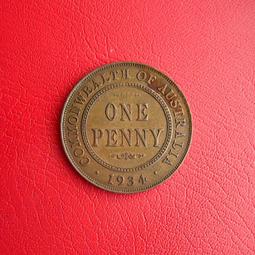 COMMONWEALTH OF AUSTRALIA
ONE
PENNY
· 1934 ·